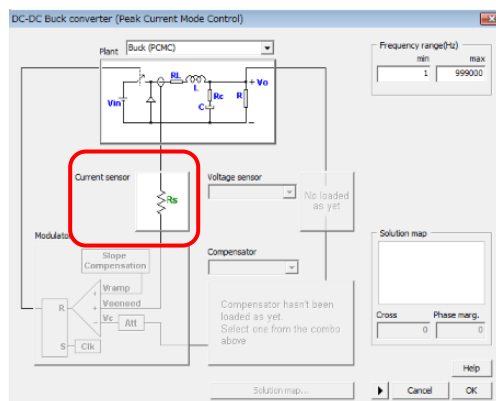 DC-DC Buck converter (Peak Current Mode Control)
Plant
Buck (PCMC)
Frequency range(Hz)
min max
1 999000
RL
L
+ Vo
Vin
Rc
R
C
Current sensor
Rs
Voltage sensor
No loaded
as yet
Modulator
Slope
Compensation
Compensator
Solution map
Vramp
Vsensed
Vc
Att
R
S
Clk
Compensator hasn't been
loaded as yet.
Select one from the combo
above
Cross Phase marg.
0 0
Help
Solution map...
Cancel
OK